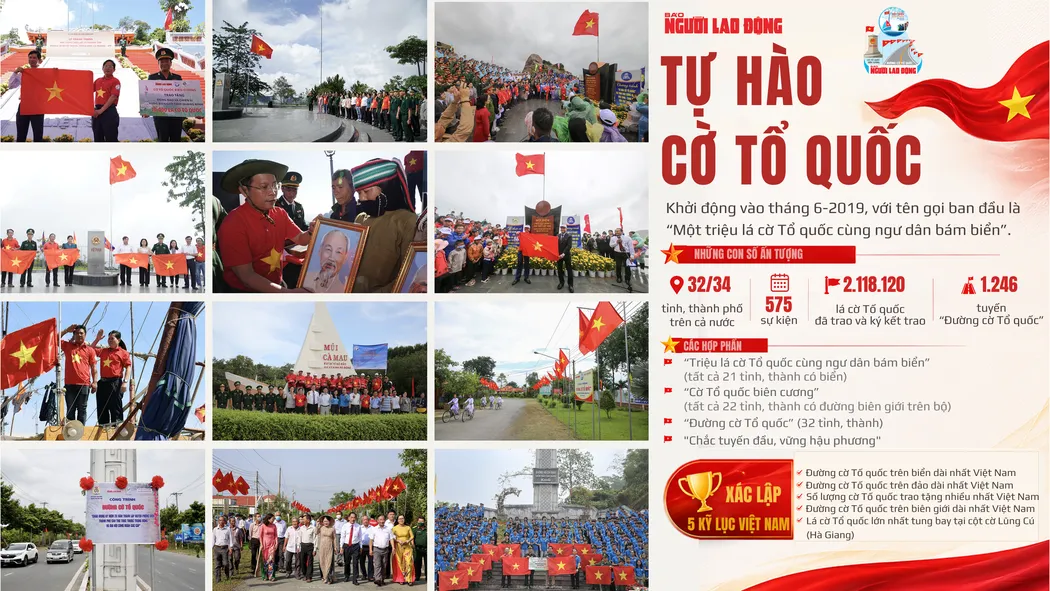 BÁO
NGƯỜI LAO ĐỘNG
NGƯỜI LAO ĐỘNG
TỰ HÀO
CỜ TỔ QUỐC
Khởi động vào tháng 6-2019, với tên gọi ban đầu là
“Một triệu lá cờ Tổ quốc cùng ngư dân bám biển”.
NHỮNG CON SỐ ẤN TƯỢNG
32/34
tỉnh, thành phố
trên cả nước
575
sự kiện
2.118.120
lá cờ Tổ quốc
đã trao và ký kết trao
1.246
tuyến
“Đường cờ Tổ quốc”
CÁC HỢP PHẦN
“Triệu lá cờ Tổ quốc cùng ngư dân bám biển”
(tất cả 21 tỉnh, thành có biển)
“Cờ Tổ quốc biên cương”
(tất cả 22 tỉnh, thành có đường biên giới trên bộ)
“Đường cờ Tổ quốc” (32 tỉnh, thành)
"Chắc tuyến đầu, vững hậu phương"
XÁC LẬP
5 KỶ LỤC VIỆT NAM
Đường cờ Tổ quốc trên biển dài nhất Việt Nam
Đường cờ Tổ quốc trên đảo dài nhất Việt Nam
Số lượng cờ Tổ quốc trao tặng nhiều nhất Việt Nam
Đường cờ Tổ quốc trên biên giới dài nhất Việt Nam
Lá cờ Tổ quốc lớn nhất tung bay tại cột cờ Lũng Cú
(Hà Giang)
MŨI
CÀ MAU
CÔNG TRÌNH
ĐƯỜNG CỜ TỔ QUỐC